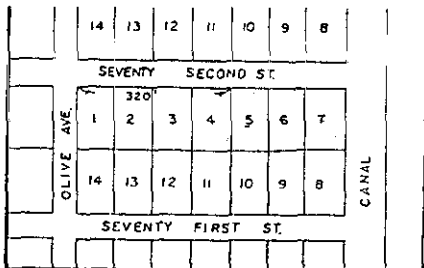 14 13 12 11 10 9 8
SEVENTY SECOND ST.
320'
1 2 3 4 5 6 7
OLIVE AVE.
CANAL
14 13 12 11 10 9 8
SEVENTY FIRST ST.